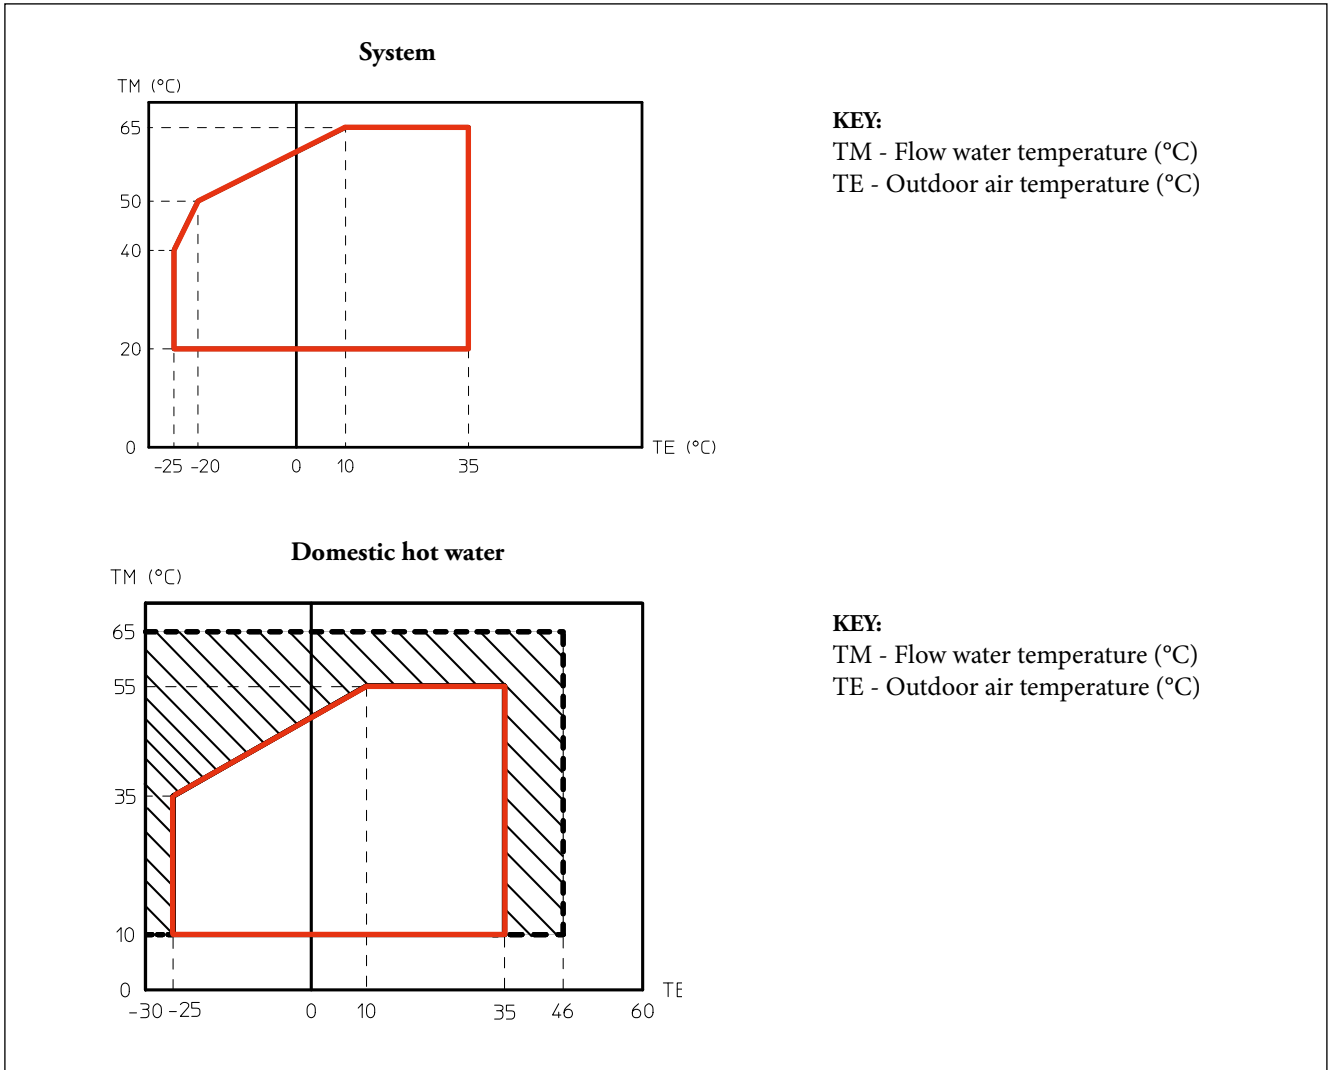 System
TM (°C)
KEY:
TM - Flow water temperature (°C)
TE - Outdoor air temperature (°C)
65
50
40
20
0
TE (°C)
-25 -20 0 10 35
Domestic hot water
TM (°C)
KEY:
TM - Flow water temperature (°C)
TE - Outdoor air temperature (°C)
65
55
35
10
0
TE
-30 -25 0 10 35 46 60